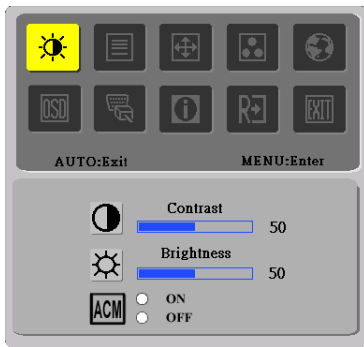 OSD i R EXIT
AUTO:Exit MENU:Enter
Contrast
50
Brightness
50
ACM ON
OFF